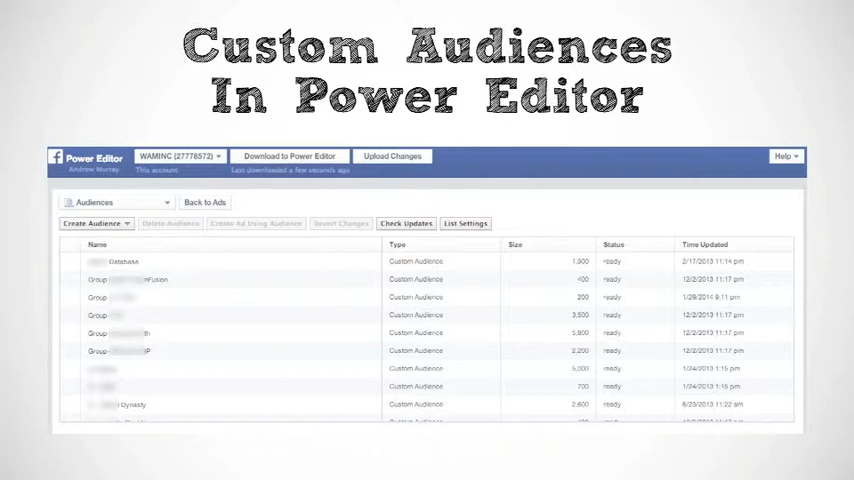 Custom Audiences
In Power Editor
f Power Editor WAMINC (27778572) Download to Power Editor Upload Changes Help
Andrew Murray This account Last downloaded a few seconds ago
Audiences Back to Ads
Create Audience Delete Audience Create Ad Using Audience Revert Changes Check Updates List Settings
Name Type Size Status Time Updated
Database Custom Audience 1,800 ready 2/17/2013 11:14 pm
Group nFusion Custom Audience 400 ready 12/2/2013 11:17 pm
Group Custom Audience 200 ready 1/29/2014 9:11 pm
Group Custom Audience 3,500 ready 12/2/2013 11:17 pm
Group Custom Audience 5,800 ready 12/2/2013 11:17 pm
Group Custom Audience 2,200 ready 12/2/2013 11:17 pm
Custom Audience 5,000 ready 1/24/2013 1:15 pm
Custom Audience 700 ready 1/24/2013 1:15 pm
Dynasty Custom Audience 2,600 ready 6/23/2013 11:22 am